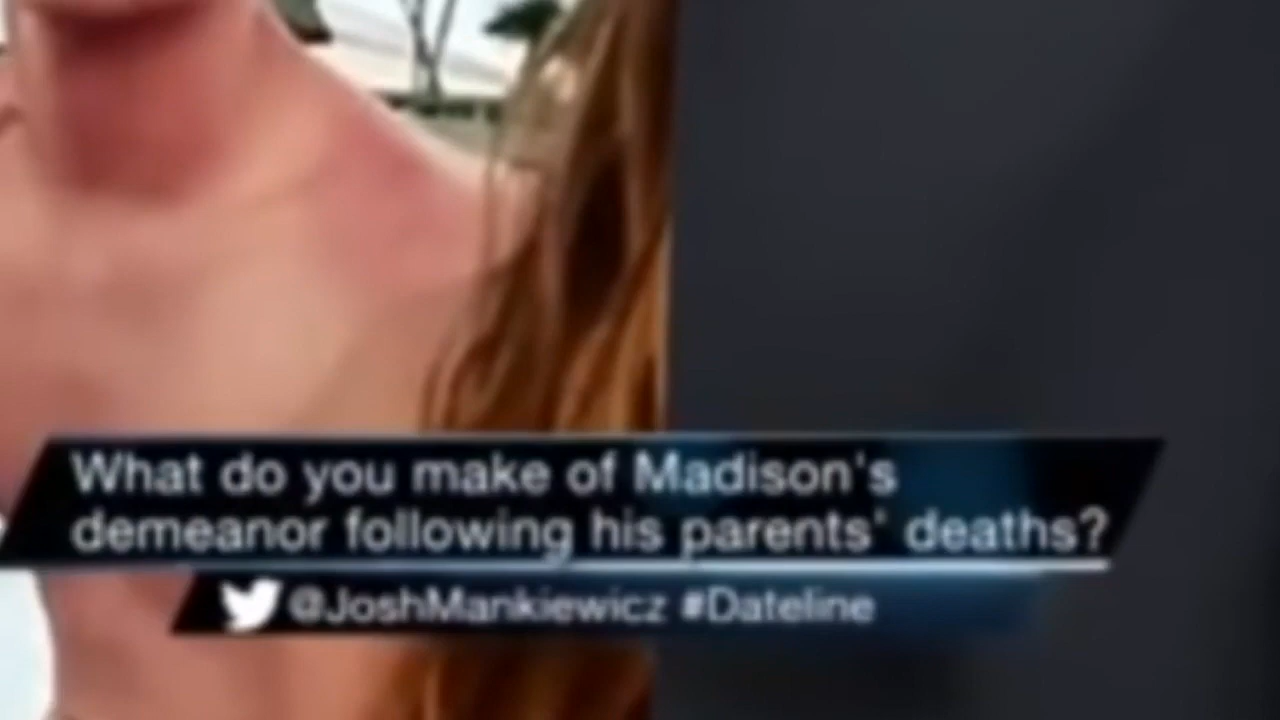 What do you make of Madison's
demeanor following his parents' deaths?
@JoshMankiewicz #Dateline